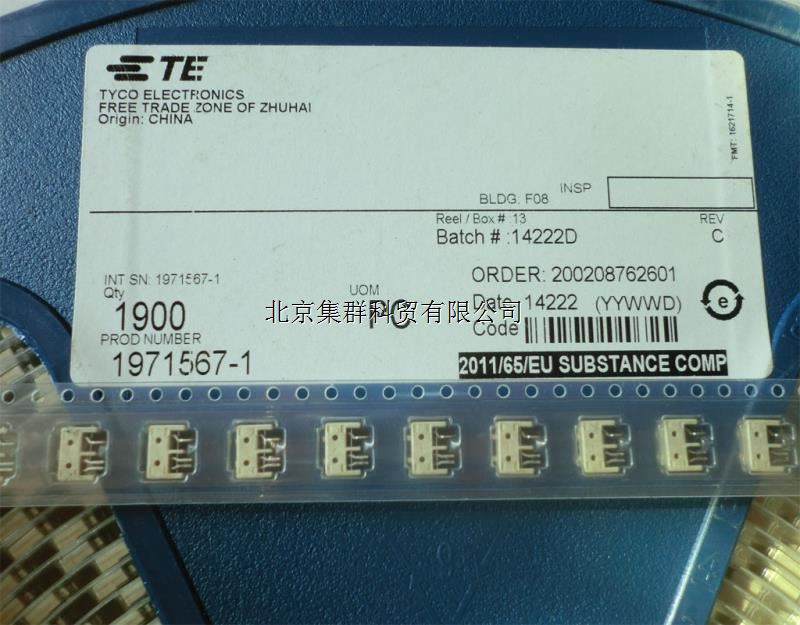 TE
TYCO ELECTRONICS
FREE TRADE ZONE OF ZHUHAI
Origin: CHINA
FMT: 1621714-1
BLDG: F08 INSP
Reel / Box # :13 REV
Batch # :14222D C
INT SN: 1971567-1 ORDER: 200208762601
Qty UOM Date :14222 (YYWWD)
1900 PC Code e
北京集群科贸有限公司
PROD NUMBER
1971567-1 2011/65/EU SUBSTANCE COMP